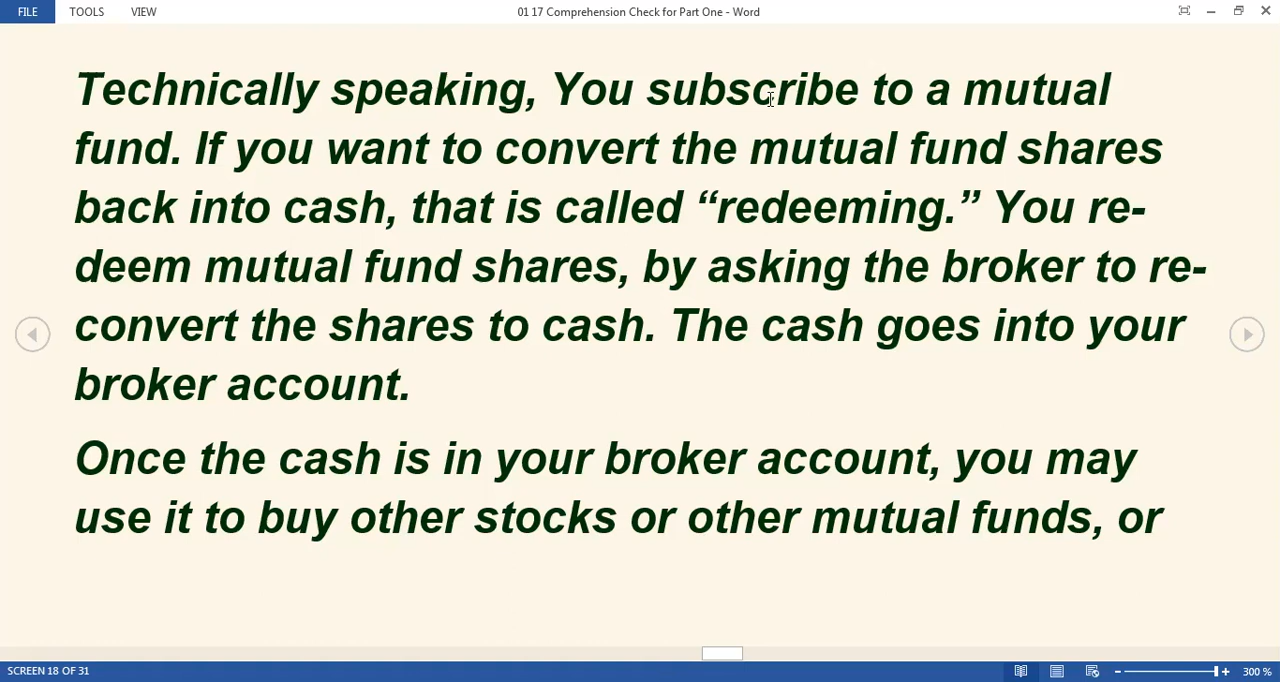 FILE TOOLS VIEW 01 17 Comprehension Check for Part One - Word
Technically speaking, You subscribe to a mutual
fund. If you want to convert the mutual fund shares
back into cash, that is called “redeeming.” You re-
deem mutual fund shares, by asking the broker to re-
convert the shares to cash. The cash goes into your
broker account.
Once the cash is in your broker account, you may
use it to buy other stocks or other mutual funds, or
SCREEN 18 OF 31 300 %